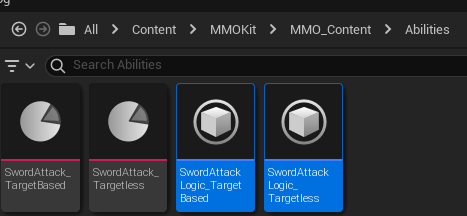 All > Content > MMOKit > MMO_Content > Abilities
Search Abilities
SwordAttack_
TargetBased
SwordAttack_
Targetless
SwordAttack
Logic_Target
Based
SwordAttack
Logic_
Targetless